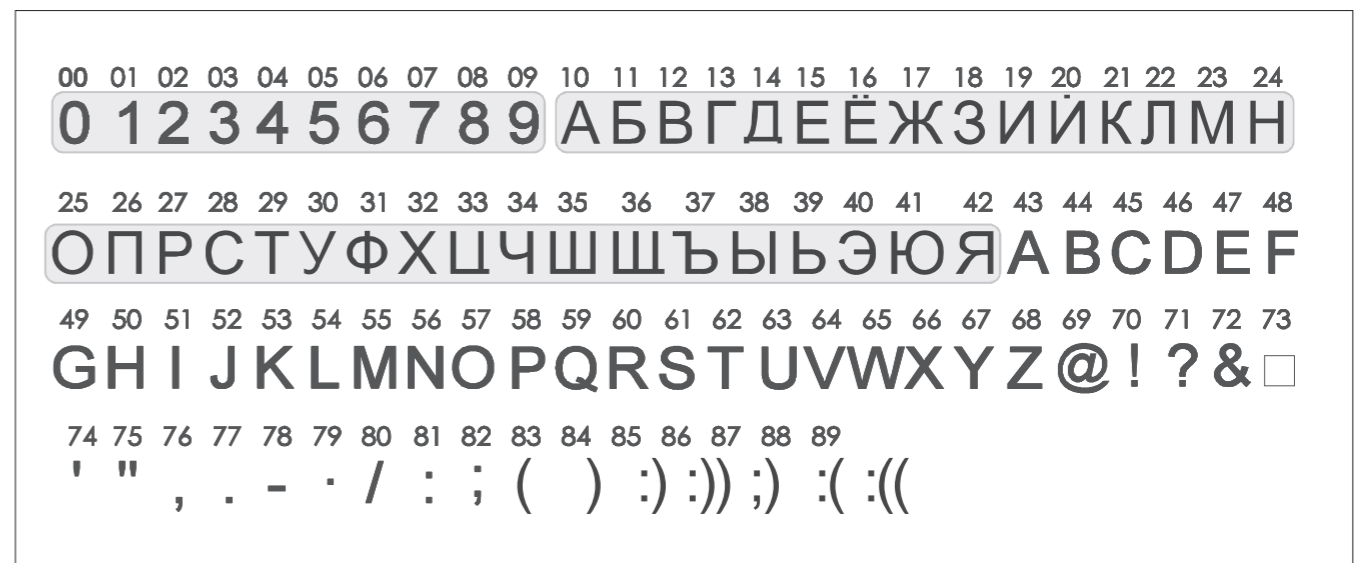 00 01 02 03 04 05 06 07 08 09 10 11 12 13 14 15 16 17 18 19 20 21 22 23 24
0 1 2 3 4 5 6 7 8 9 А Б В Г Д Е Ё Ж З И Й К Л М Н
25 26 27 28 29 30 31 32 33 34 35 36 37 38 39 40 41 42 43 44 45 46 47 48
О П Р С Т У Ф Х Ц Ч Ш Щ Ъ Ы Ь Э Ю Я A B C D E F
49 50 51 52 53 54 55 56 57 58 59 60 61 62 63 64 65 66 67 68 69 70 71 72 73
G H I J K L M N O P Q R S T U V W X Y Z @ ! ? & □
74 75 76 77 78 79 80 81 82 83 84 85 86 87 88 89
' " , . - · / : ; ( ) :) :)) ;) :( :((